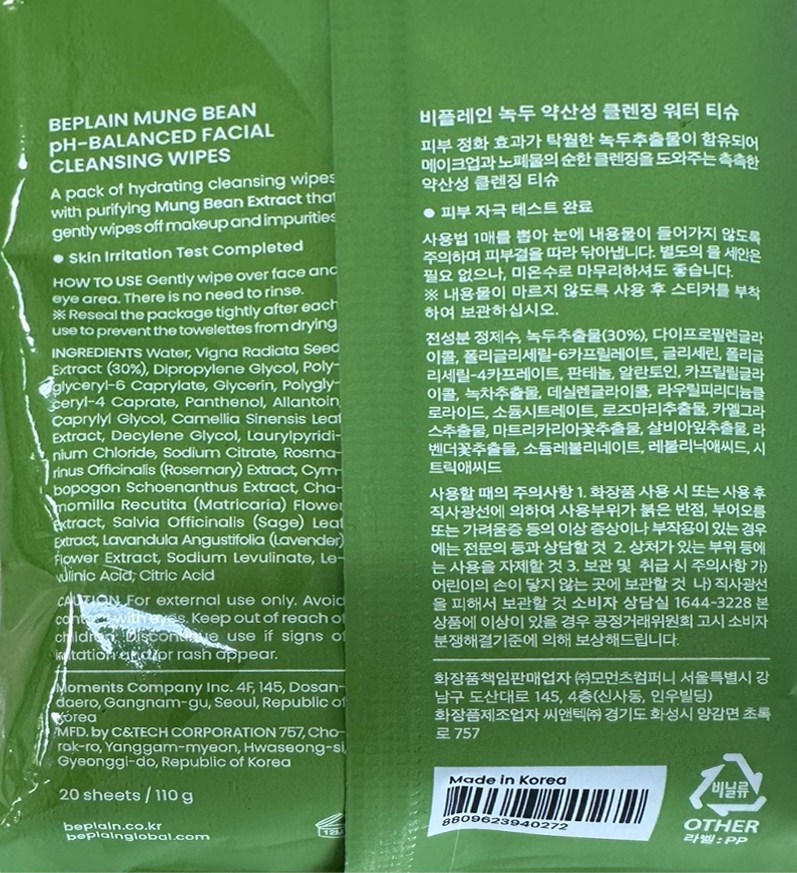 BEPLAIN MUNG BEAN
pH-BALANCED FACIAL
CLEANSING WIPES
A pack of hydrating cleansing wipes
with purifying Mung Bean Extract that
gently wipes off makeup and impurities
● Skin Irritation Test Completed
HOW TO USE Gently wipe over face and
eye area. There is no need to rinse.
※ Reseal the package tightly after each
use to prevent the towelettes from drying
INGREDIENTS Water, Vigna Radiata Seed
Extract (30%), Dipropylene Glycol, Poly-
glyceryl-6 Caprylate, Glycerin, Polygly-
ceryl-4 Caprate, Panthenol, Allantoin,
Caprylyl Glycol, Camellia Sinensis Leaf
Extract, Decylene Glycol, Laurylpyridi-
nium Chloride, Sodium Citrate, Rosma-
rinus Officinalis (Rosemary) Extract, Cym-
bopogon Schoenanthus Extract, Cha-
momilla Recutita (Matricaria) Flower
Extract, Salvia Officinalis (Sage) Leaf
Extract, Lavandula Angustifolia (Lavender)
Flower Extract, Sodium Levulinate, Le-
vulinic Acid, Citric Acid
CAUTION For external use only. Avoid
contact with eyes. Keep out of reach of
children. Discontinue use if signs of
irritation and/or rash appear.
Moments Company Inc. 4F, 145, Dosan-
daero, Gangnam-gu, Seoul, Republic of
Korea
MFD. by C&TECH CORPORATION 757, Cho-
rok-ro, Yanggam-myeon, Hwaseong-si,
Gyeonggi-do, Republic of Korea
20 sheets / 110 g
beplain.co.kr
beplainglobal.com
12M
비플레인 녹두 약산성 클렌징 워터 티슈
피부 정화 효과가 탁월한 녹두추출물이 함유되어
메이크업과 노폐물의 순한 클렌징을 도와주는 촉촉한
약산성 클렌징 티슈
● 피부 자극 테스트 완료
사용법 1매를 뽑아 눈에 내용물이 들어가지 않도록
주의하며 피부결을 따라 닦아냅니다. 별도의 물 세안은
필요 없으나, 미온수로 마무리하셔도 좋습니다.
※ 내용물이 마르지 않도록 사용 후 스티커를 부착
하여 보관하십시오.
전성분 정제수, 녹두추출물(30%), 다이프로필렌글라
이콜, 폴리글리세릴-6카프릴레이트, 글리세린, 폴리글
리세릴-4카프레이트, 판테놀, 알란토인, 카프릴릴글라
이콜, 녹차추출물, 데실렌글라이콜, 라우릴피리디늄클
로라이드, 소듐시트레이트, 로즈마리추출물, 카멜그라
스추출물, 마트리카리아꽃추출물, 살비아잎추출물, 라
벤더꽃추출물, 소듐레불리네이트, 레불리닉애씨드, 시
트릭애씨드
사용할 때의 주의사항 1. 화장품 사용 시 또는 사용 후
직사광선에 의하여 사용부위가 붉은 반점, 부어오름
또는 가려움증 등의 이상 증상이나 부작용이 있는 경우
에는 전문의 등과 상담할 것 2. 상처가 있는 부위 등에
는 사용을 자제할 것 3. 보관 및 취급 시 주의사항 가)
어린이의 손이 닿지 않는 곳에 보관할 것 나) 직사광선
을 피해서 보관할 것 소비자 상담실 1644-3228 본
상품에 이상이 있을 경우 공정거래위원회 고시 소비자
분쟁해결기준에 의해 보상해드립니다.
화장품책임판매업자 ㈜모먼츠컴퍼니 서울특별시 강
남구 도산대로 145, 4층(신사동, 인우빌딩)
화장품제조업자 씨앤텍㈜ 경기도 화성시 양감면 초록
로 757
Made in Korea
8809623940272
비닐류
OTHER
라벨:PP